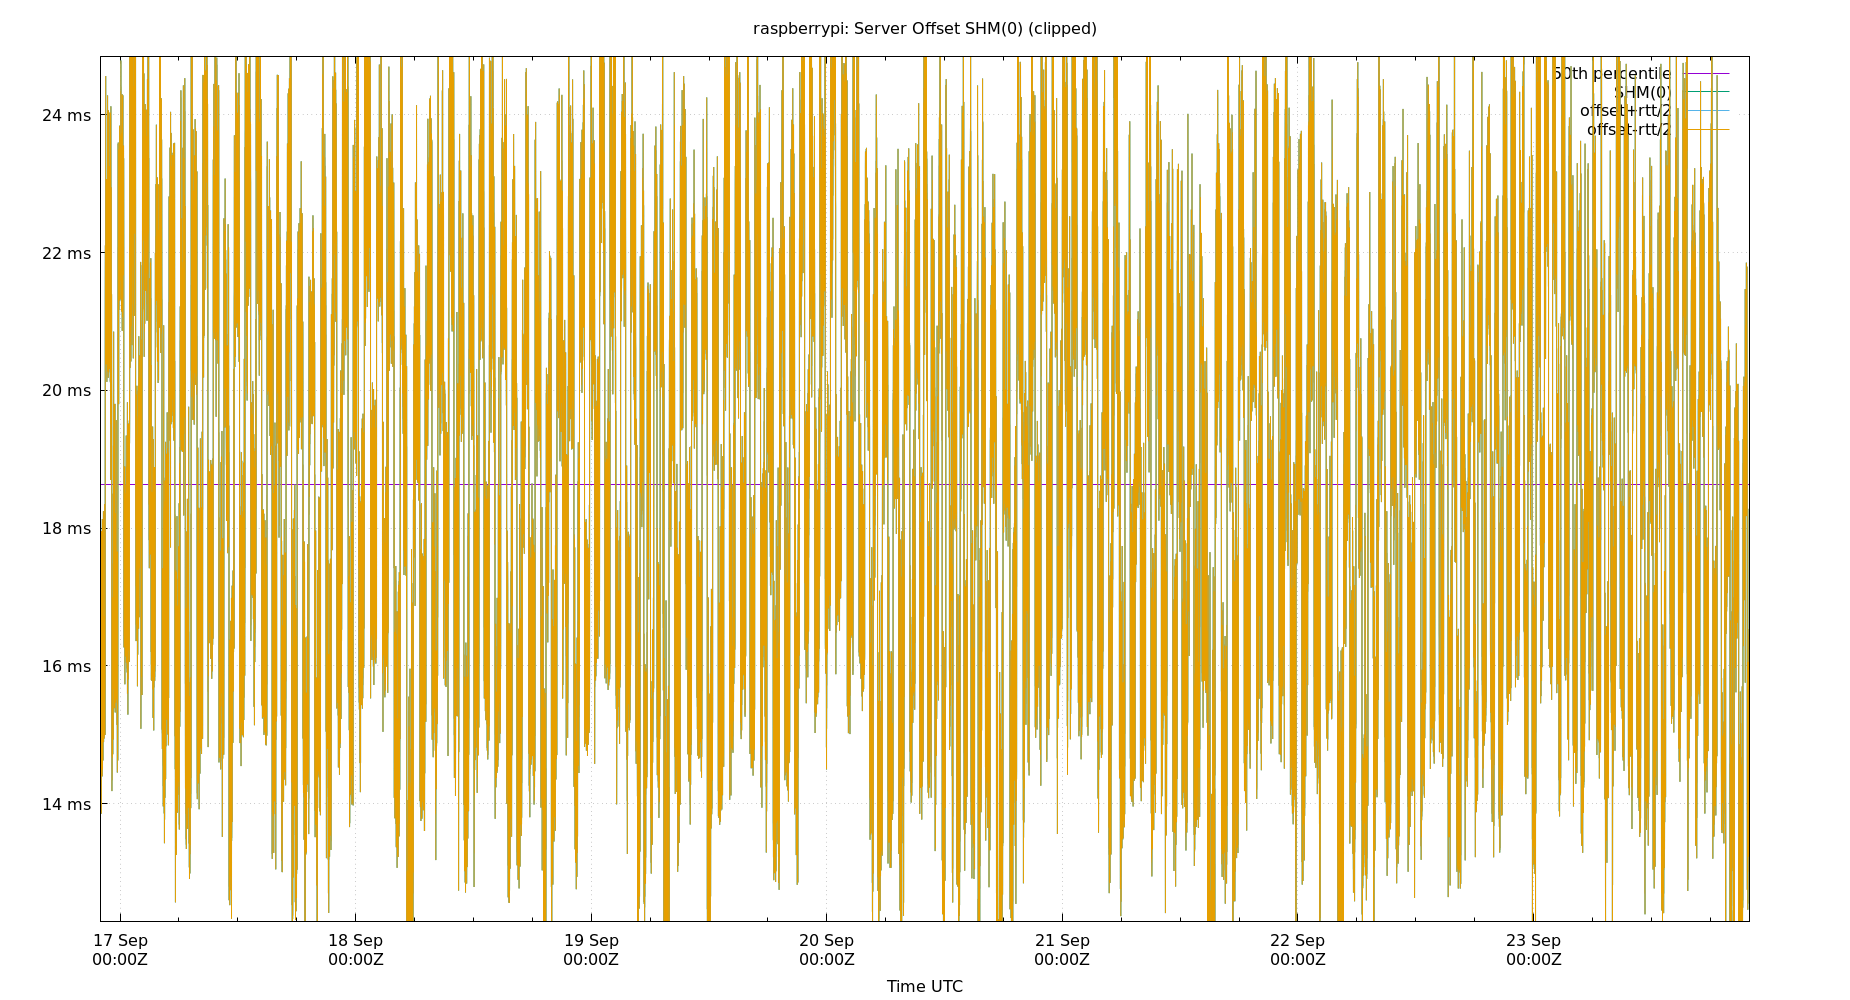 raspberrypi: Server Offset SHM(0) (clipped)
50th percentile
SHM(0)
offset+rtt/2
offset-rtt/2
24 ms
22 ms
20 ms
18 ms
16 ms
14 ms
17 Sep 18 Sep 19 Sep 20 Sep 21 Sep 22 Sep 23 Sep
00:00Z 00:00Z 00:00Z 00:00Z 00:00Z 00:00Z 00:00Z
Time UTC